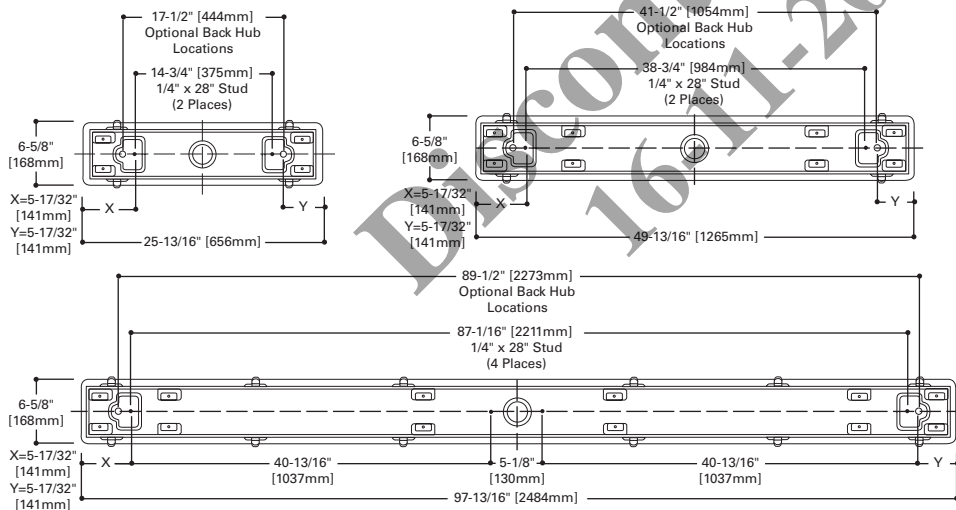 17-1/2" [444mm]
Optional Back Hub
Locations
14-3/4" [375mm]
1/4" x 28" Stud
(2 Places)
6-5/8"
[168mm]
X=5-17/32"
[141mm]
Y=5-17/32"
[141mm]
X
Y
25-13/16" [656mm]
41-1/2" [1054mm]
Optional Back Hub
Locations
38-3/4" [984mm]
1/4" x 28" Stud
(2 Places)
6-5/8"
[168mm]
X=5-17/32"
[141mm]
Y=5-17/32"
[141mm]
X
Y
49-13/16" [1265mm]
89-1/2" [2273mm]
Optional Back Hub
Locations
87-1/16" [2211mm]
1/4" x 28" Stud
(4 Places)
6-5/8"
[168mm]
X=5-17/32"
[141mm]
Y=5-17/32"
[141mm]
X
40-13/16"
[1037mm]
5-1/8"
[130mm]
40-13/16"
[1037mm]
Y
97-13/16" [2484mm]